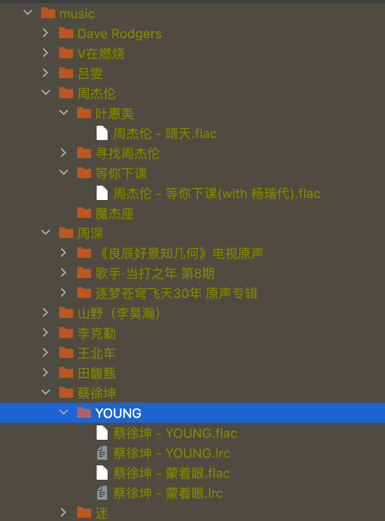 music
Dave Rodgers
V在燃烧
吕雯
周杰伦
叶惠美
周杰伦 - 晴天.flac
寻找周杰伦
等你下课
周杰伦 - 等你下课(with 杨瑞代).flac
魔杰座
周深
《良辰好景知几何》电视原声
歌手·当打之年 第8期
逐梦苍穹飞天30年 原声专辑
山野（李昊瀚）
李克勤
王北车
田馥甄
蔡徐坤
YOUNG
蔡徐坤 - YOUNG.flac
蔡徐坤 - YOUNG.lrc
蔡徐坤 - 蒙着眼.flac
蔡徐坤 - 蒙着眼.lrc
迷